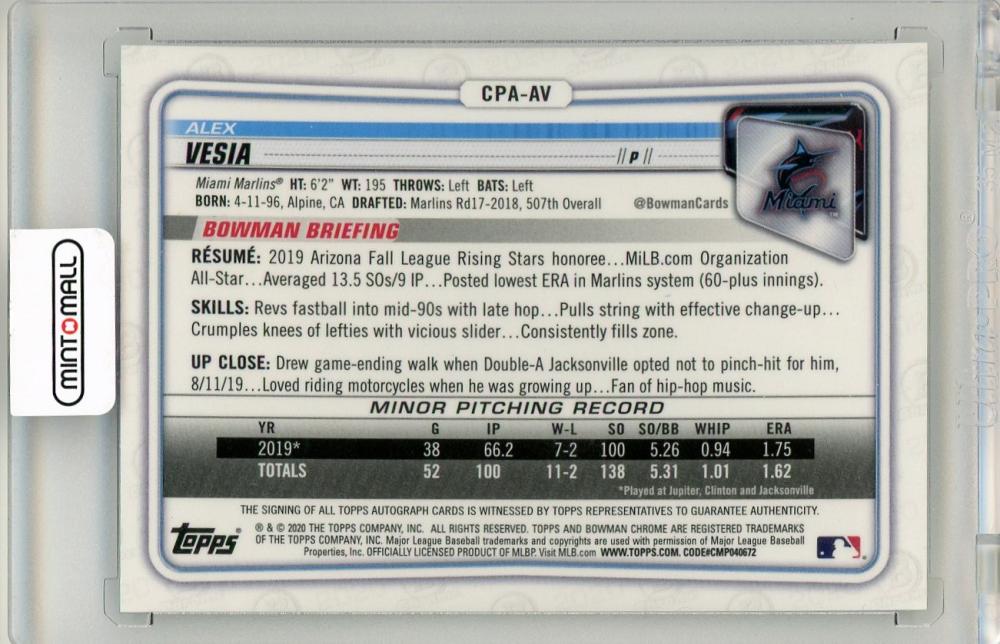 CPA-AV
ALEX
VESIA
// P //
Miami
Miami Marlins® HT: 6'2" WT: 195 THROWS: Left BATS: Left
BORN: 4-11-96, Alpine, CA DRAFTED: Marlins Rd17-2018, 507th Overall @BowmanCards
BOWMAN BRIEFING
RÉSUMÉ: 2019 Arizona Fall League Rising Stars honoree...MiLB.com Organization
All-Star...Averaged 13.5 SOs/9 IP...Posted lowest ERA in Marlins system (60-plus innings).
SKILLS: Revs fastball into mid-90s with late hop...Pulls string with effective change-up...
Crumples knees of lefties with vicious slider...Consistently fills zone.
UP CLOSE: Drew game-ending walk when Double-A Jacksonville opted not to pinch-hit for him,
8/11/19...Loved riding motorcycles when he was growing up...Fan of hip-hop music.
MINTOMALL
MINOR PITCHING RECORD
YR G IP W-L SO SO/BB WHIP ERA
2019* 38 66.2 7-2 100 5.26 0.94 1.75
TOTALS 52 100 11-2 138 5.31 1.01 1.62
*Played at Jupiter, Clinton and Jacksonville
THE SIGNING OF ALL TOPPS AUTOGRAPH CARDS IS WITNESSED BY TOPPS REPRESENTATIVES TO GUARANTEE AUTHENTICITY.
Topps®
® & © 2020 THE TOPPS COMPANY, INC. ALL RIGHTS RESERVED. TOPPS AND BOWMAN CHROME ARE REGISTERED TRADEMARKS
OF THE TOPPS COMPANY, INC. Major League Baseball trademarks and copyrights are used with permission of Major League Baseball
Properties, Inc. OFFICIALLY LICENSED PRODUCT OF MLBP. Visit MLB.com WWW.TOPPS.COM. CODE#CMP040672